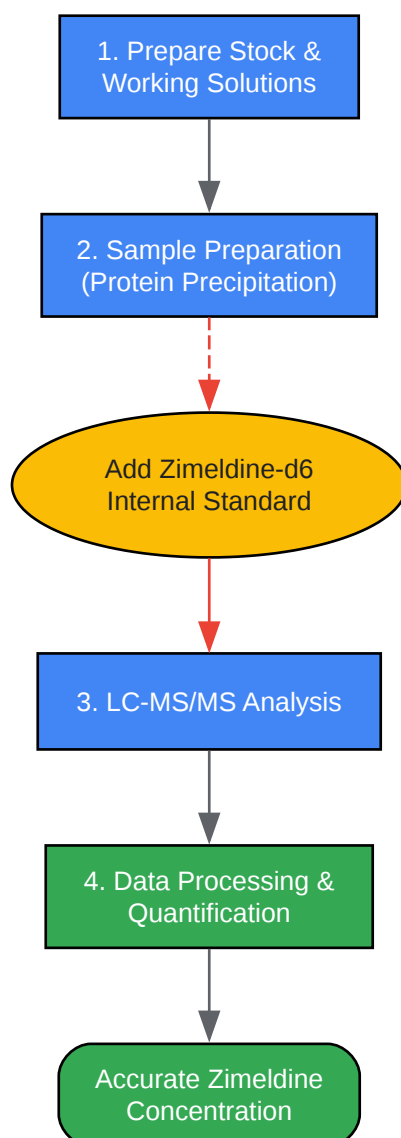 1. Prepare Stock &
Working Solutions
2. Sample Preparation
(Protein Precipitation)
Add Zimeldine-d6
Internal Standard
3. LC-MS/MS Analysis
4. Data Processing &
Quantification
Accurate Zimeldine
Concentration